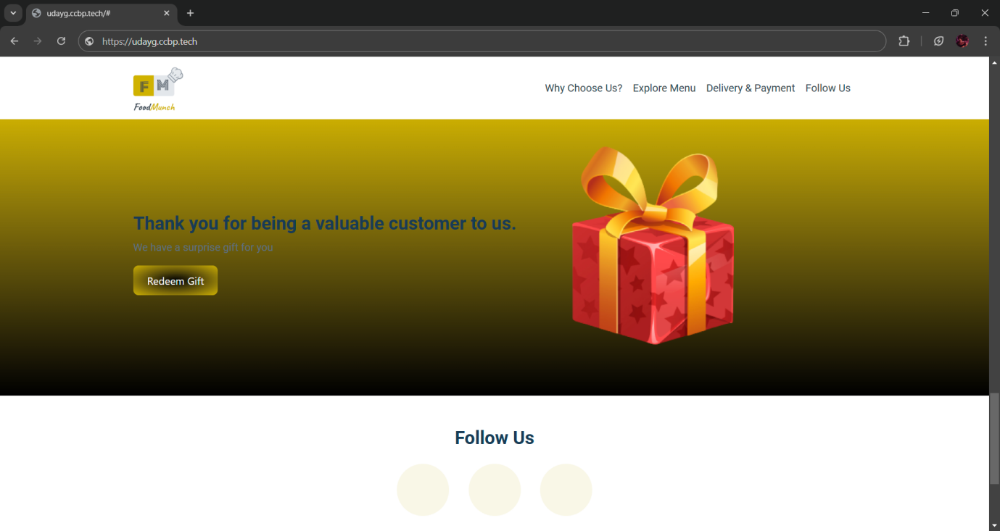 udayg.ccbp.tech/#
https://udayg.ccbp.tech
F M
FoodMunch
Why Choose Us? Explore Menu Delivery & Payment Follow Us
Thank you for being a valuable customer to us.
We have a surprise gift for you
Redeem Gift
Follow Us